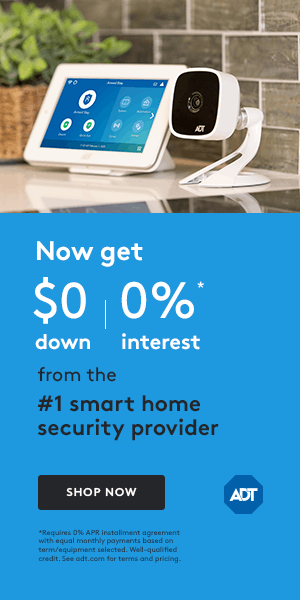 ADT
Now get
$0 | 0%*
down interest
from the
#1 smart home
security provider
SHOP NOW
ADT
*Requires 0% APR installment agreement
with equal monthly payments based on
term/equipment selected. Well-qualified
credit. See adt.com for terms and pricing.